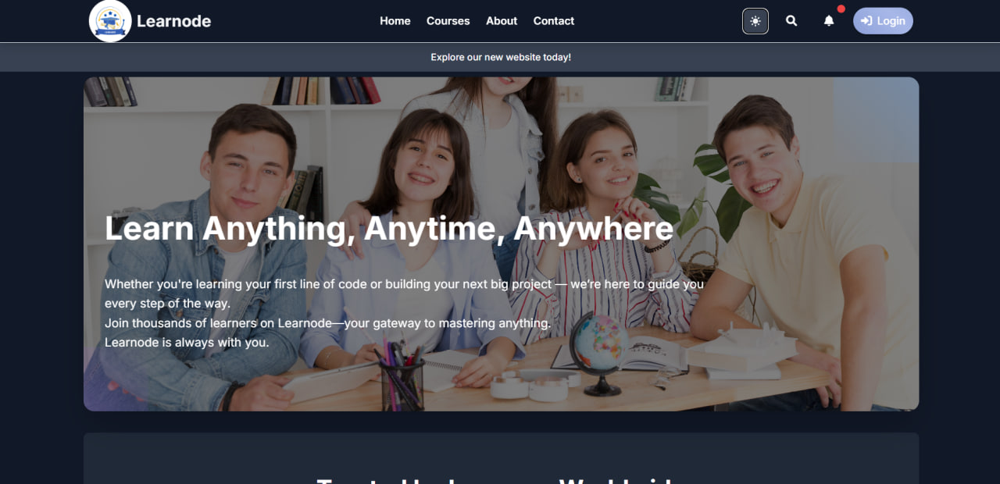 Learnode
Home Courses About Contact
Login
Explore our new website today!
Learn Anything, Anytime, Anywhere
Whether you're learning your first line of code or building your next big project — we’re here to guide you
every step of the way.
Join thousands of learners on Learnode—your gateway to mastering anything.
Learnode is always with you.